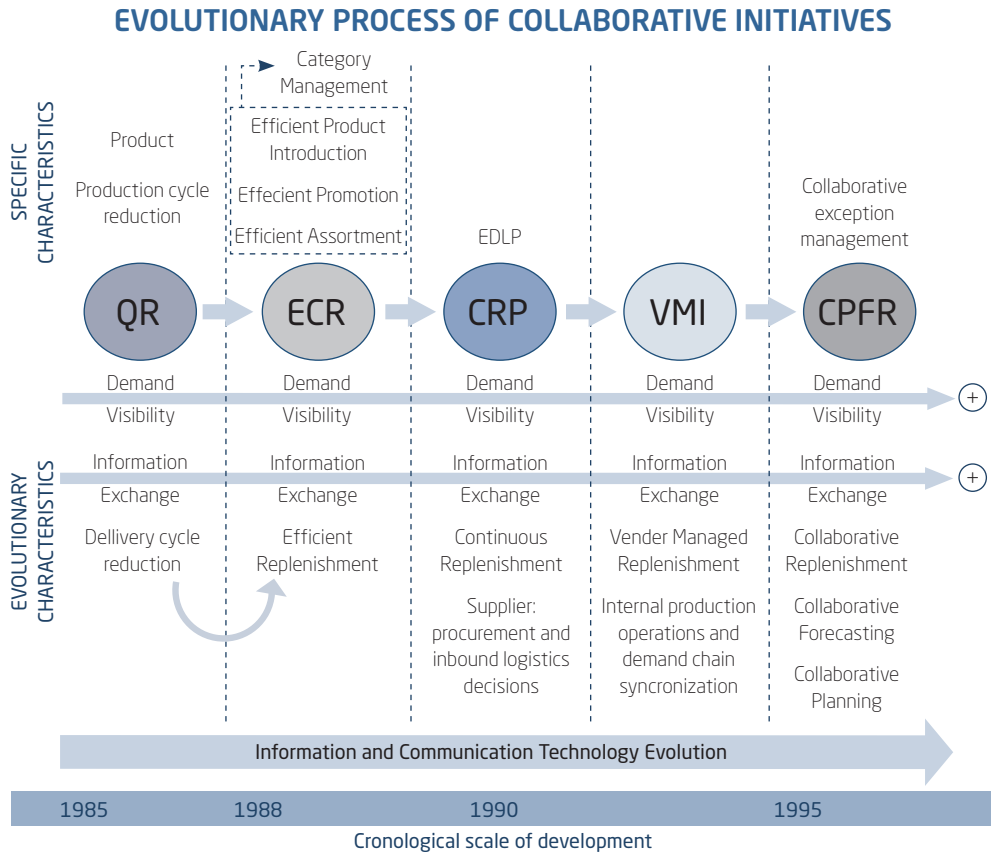 EVOLUTIONARY PROCESS OF COLLABORATIVE INITIATIVES
SPECIFIC
CHARACTERISTICS
Product
Production cycle
reduction
Category
Management
Efficient Product
Introduction
Effecient Promotion
Efficient Assortment
EDLP
Collaborative
exception
management
QR
ECR
CRP
VMI
CPFR
Demand
Visibility
Demand
Visibility
Demand
Visibility
Demand
Visibility
Demand
Visibility
+
EVOLUTIONARY
CHARACTERISTICS
Information
Exchange
Information
Exchange
Information
Exchange
Information
Exchange
Information
Exchange
+
Dellivery cycle
reduction
Efficient
Replenishment
Continuous
Replenishment
Supplier:
procurement and
inbound logistics
decisions
Vender Managed
Replenishment
Internal production
operations and
demand chain
syncronization
Collaborative
Replenishment
Collaborative
Forecasting
Collaborative
Planning
Information and Communication Technology Evolution
1985
1988
1990
1995
Cronological scale of development